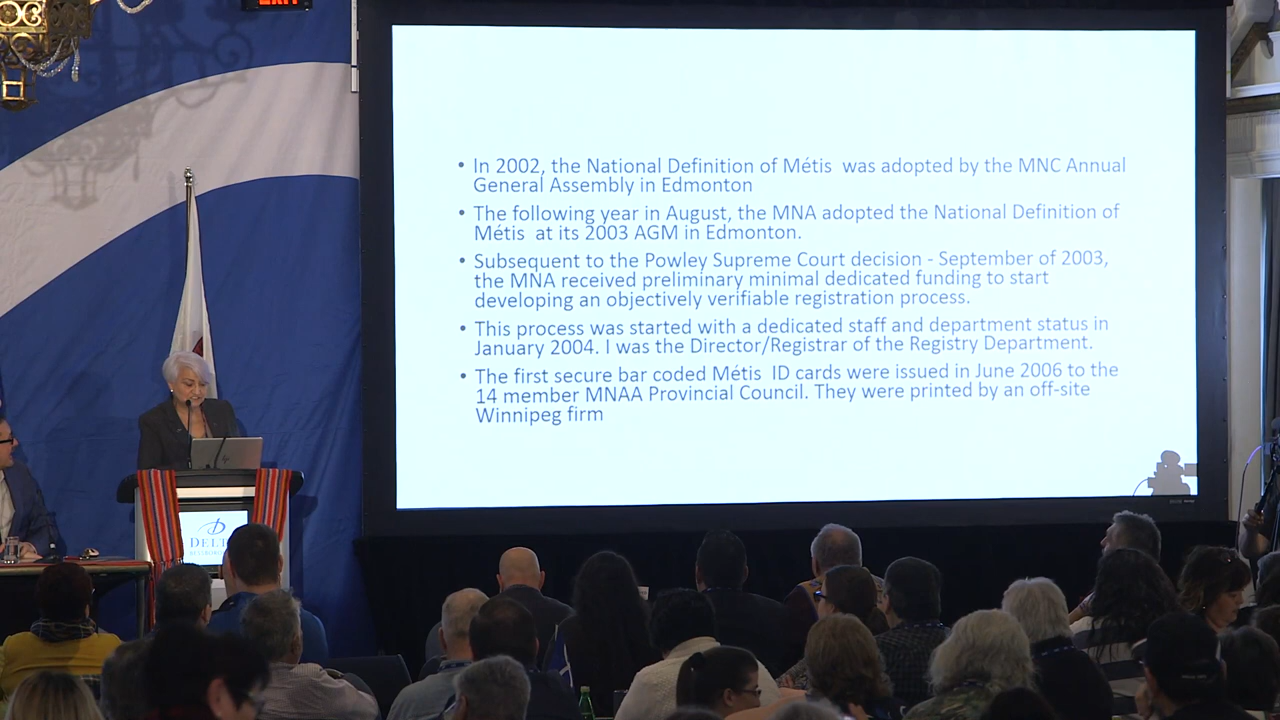 EXIT
• In 2002, the National Definition of Métis was adopted by the MNC Annual
General Assembly in Edmonton
• The following year in August, the MNA adopted the National Definition of
Métis at its 2003 AGM in Edmonton.
• Subsequent to the Powley Supreme Court decision - September of 2003,
the MNA received preliminary minimal dedicated funding to start
developing an objectively verifiable registration process.
• This process was started with a dedicated staff and department status in
January 2004. I was the Director/Registrar of the Registry Department.
• The first secure bar coded Métis ID cards were issued in June 2006 to the
14 member MNAA Provincial Council. They were printed by an off-site
Winnipeg firm